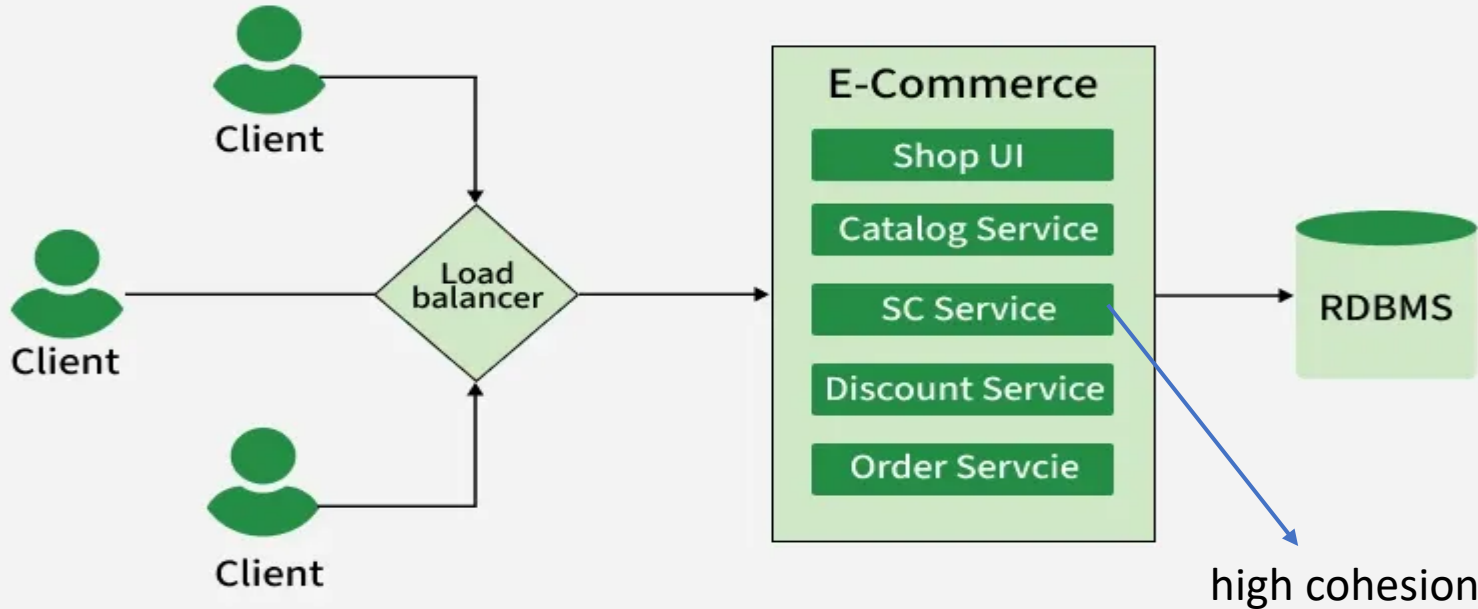 Client
Client
Client
Load
balancer
E-Commerce
Shop UI
Catalog Service
SC Service
Discount Service
Order Servcie
RDBMS
high cohesion